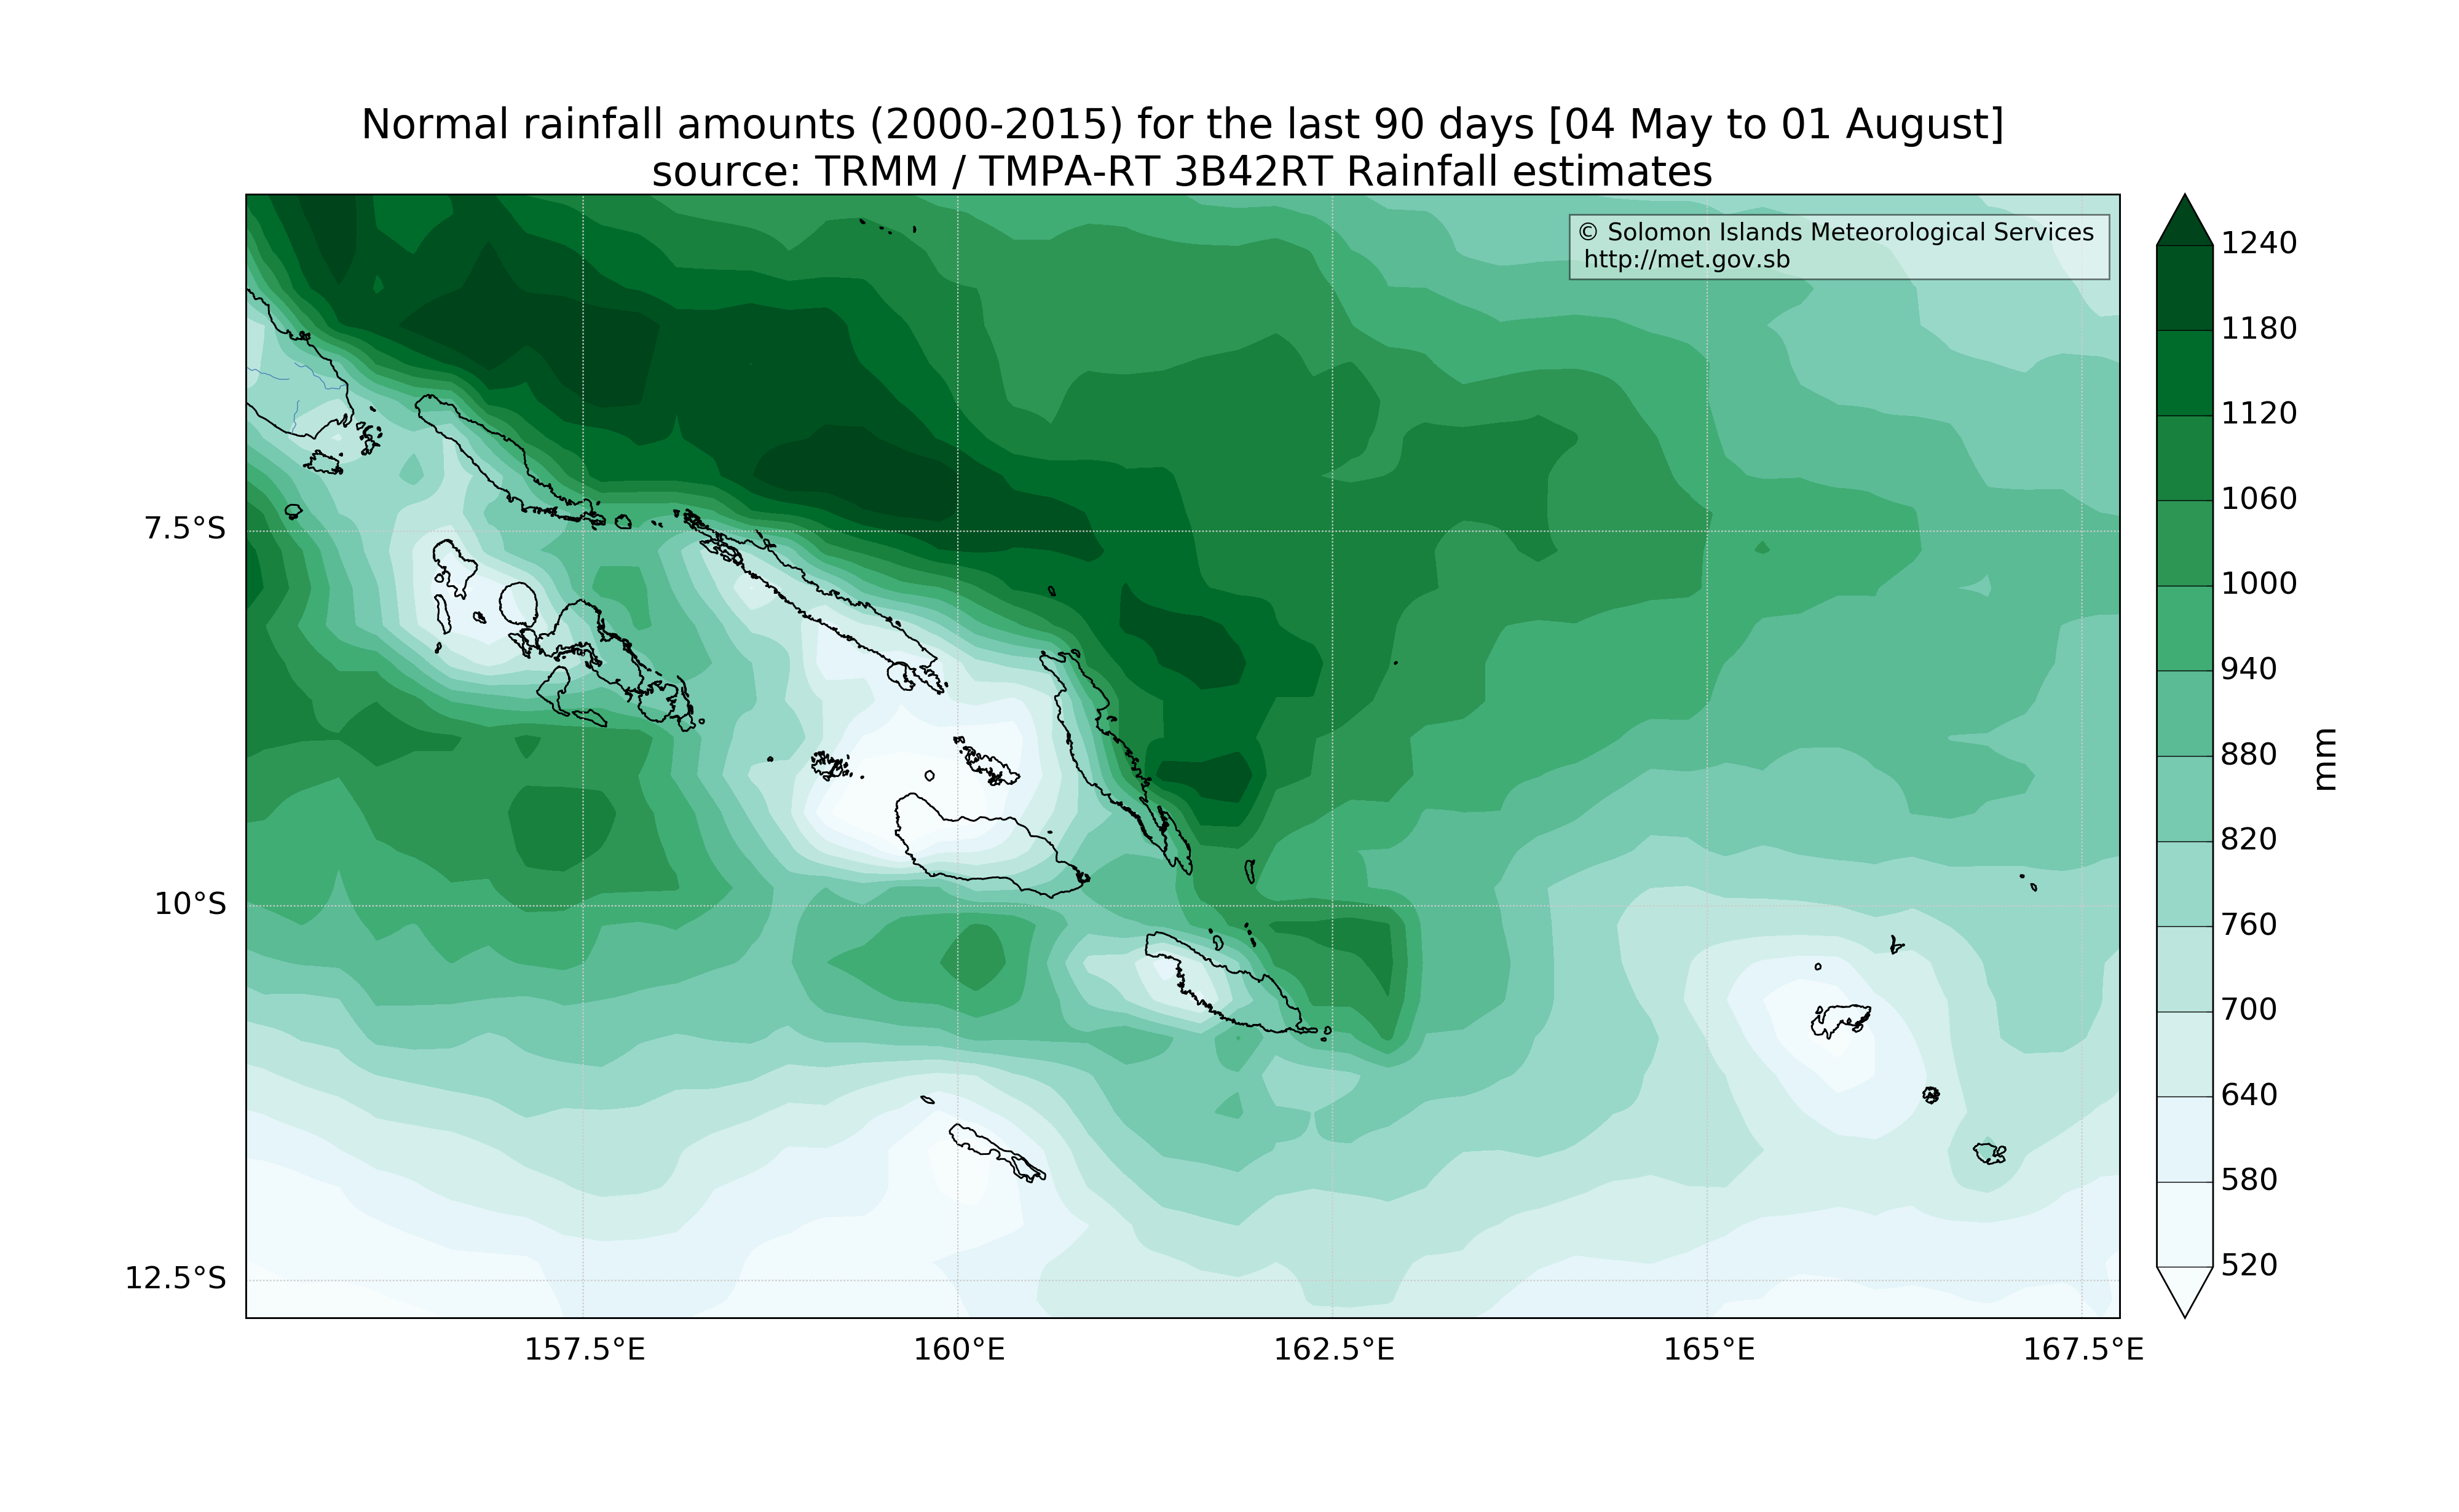 Normal rainfall amounts (2000-2015) for the last 90 days [04 May to 01 August]
source: TRMM / TMPA-RT 3B42RT Rainfall estimates
© Solomon Islands Meteorological Services
http://met.gov.sb
7.5°S
10°S
12.5°S
157.5°E
160°E
162.5°E
165°E
167.5°E
1240
1180
1120
1060
1000
940
880
820
760
700
640
580
520
mm